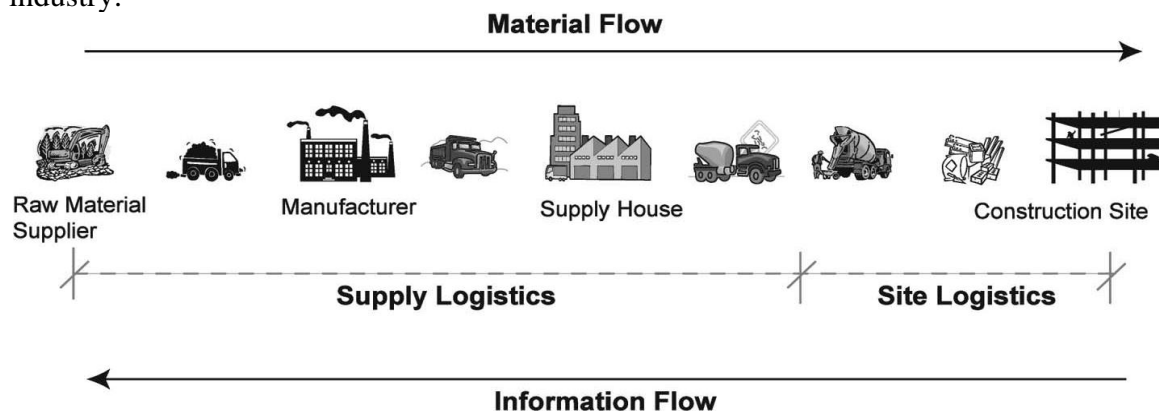 industry.
Material Flow
Raw Material
Supplier
Manufacturer
Supply House
Construction Site
Supply Logistics
Site Logistics
Information Flow